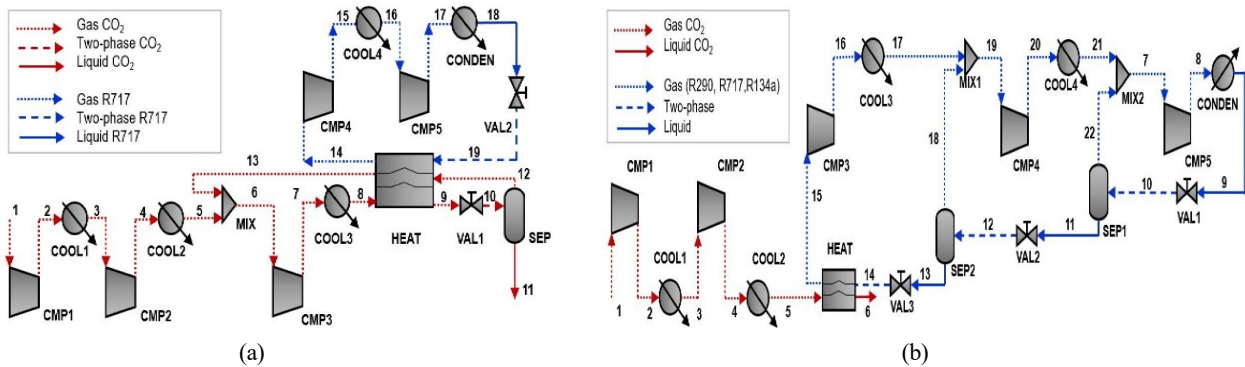 Gas CO₂
Two-phase CO₂
Liquid CO₂
Gas R717
Two-phase R717
Liquid R717
15
16
17
18
COOL4
CONDEN
CMP4
CMP5
VAL2
14
19
13
12
1
2
3
4
5
6
7
8
9
10
COOL1
COOL2
MIX
COOL3
HEAT
VAL1
SEP
11
CMP1
CMP2
CMP3
(a)
Gas CO₂
Liquid CO₂
Gas (R290, R717,R134a)
Two-phase
Liquid
16
17
19
20
21
7
8
COOL3
MIX1
COOL4
MIX2
CONDEN
18
22
CMP3
CMP4
CMP5
CMP1
CMP2
15
10
9
SEP1
VAL1
12
11
COOL1
COOL2
HEAT
14
13
SEP2
VAL2
VAL3
1
2
3
4
5
6
(b)